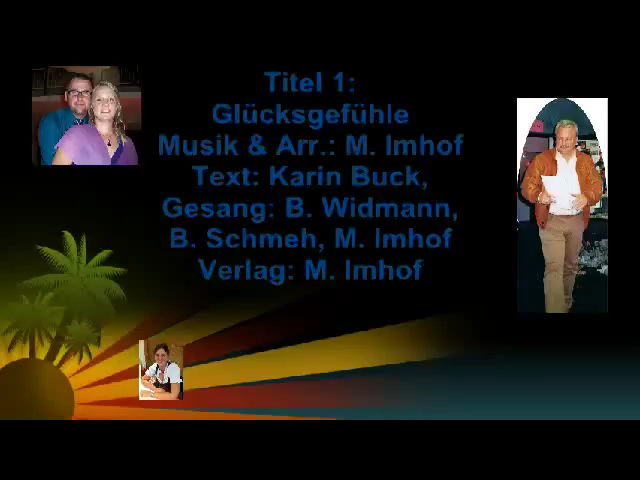 Titel 1:
Glücksgefühle
Musik & Arr.: M. Imhof
Text: Karin Buck,
Gesang: B. Widmann,
B. Schmeh, M. Imhof
Verlag: M. Imhof